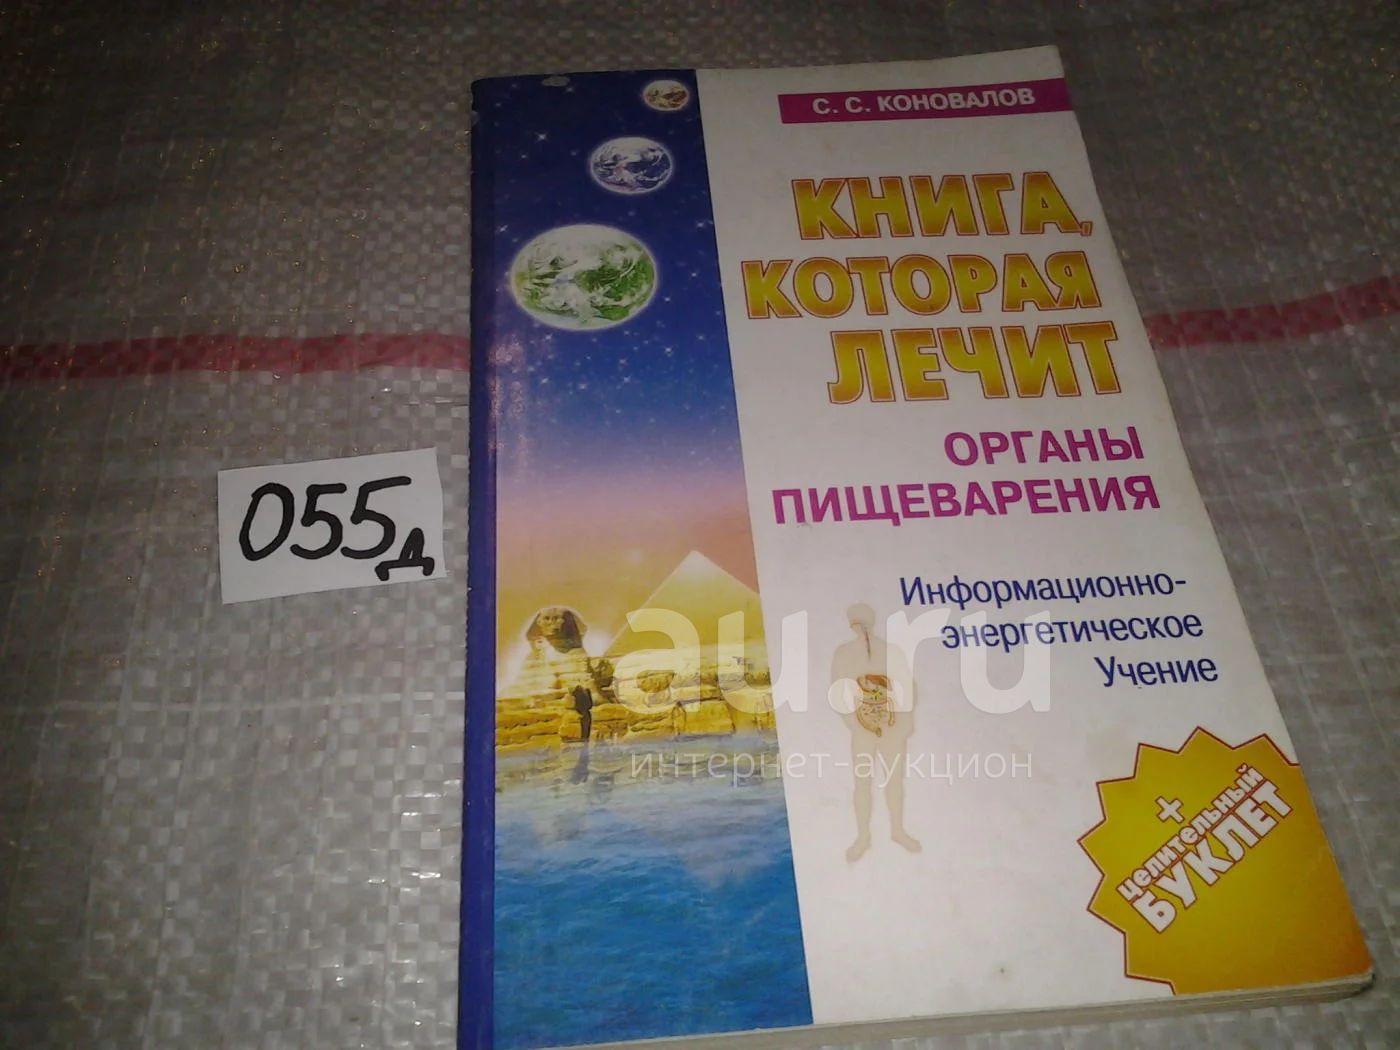 С. С. КОНОВАЛОВ
КНИГА,
КОТОРАЯ
ЛЕЧИТ
ОРГАНЫ
ПИЩЕВАРЕНИЯ
055д
Информационно-
энергетическое
Учение
au.ru
интернет-аукцион
+
целительный
БУКЛЕТ